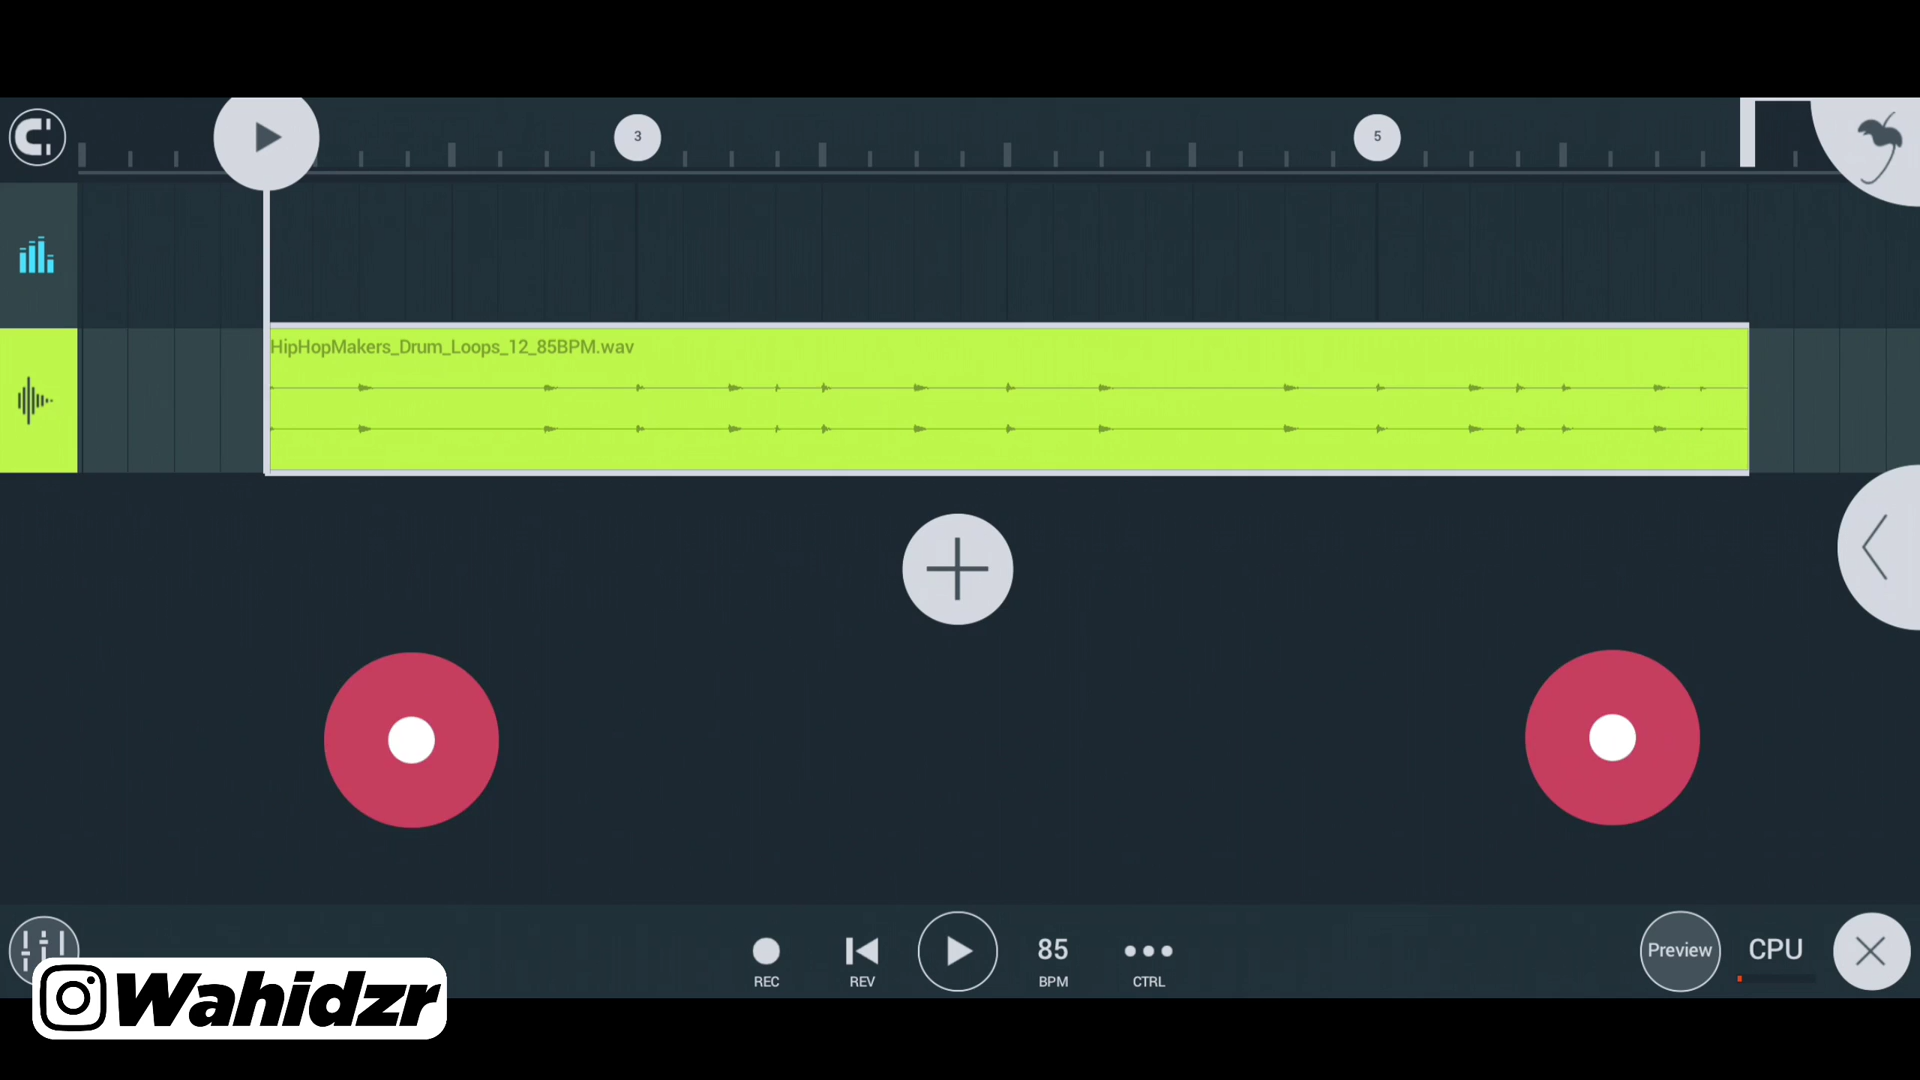 3
5
HipHopMakers_Drum_Loops_12_85BPM.wav
85
REC
REV
BPM
CTRL
Preview
CPU
Wahidzr